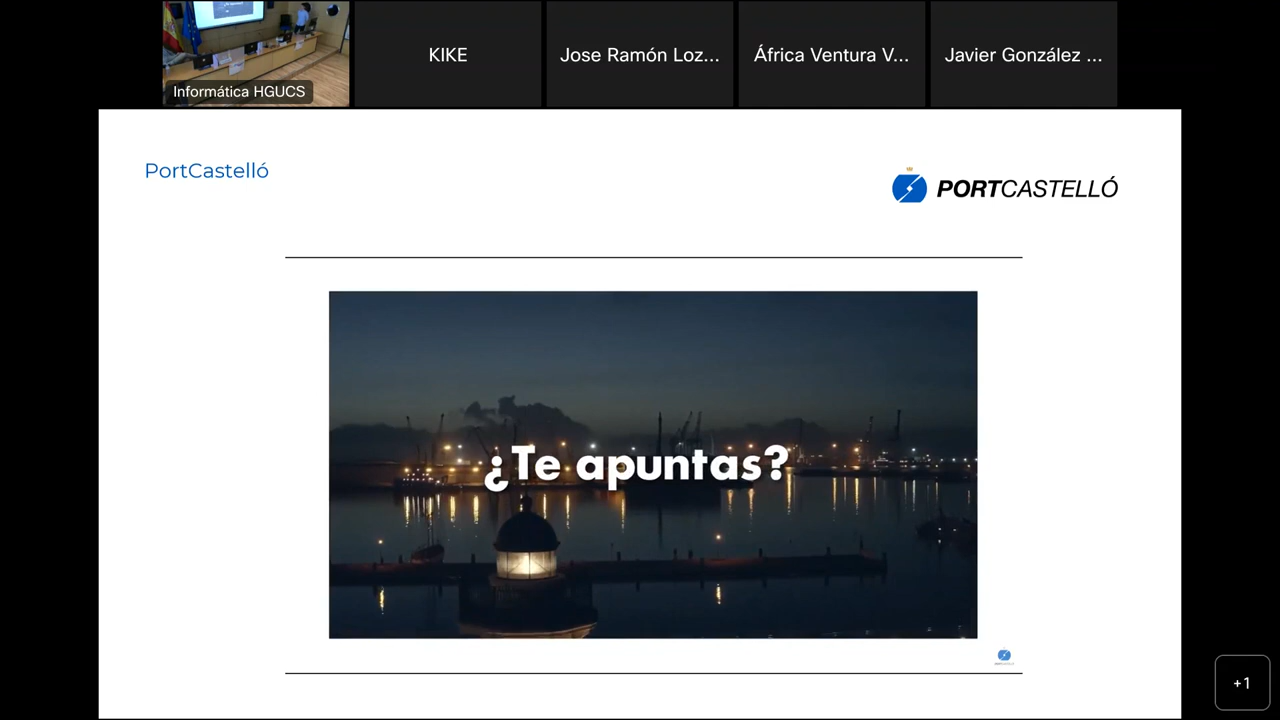 Informática HGUCS
KIKE
Jose Ramón Loz...
África Ventura V...
Javier González ...
PortCastelló
PORTCASTELLÓ
¿Te apuntas?
+1